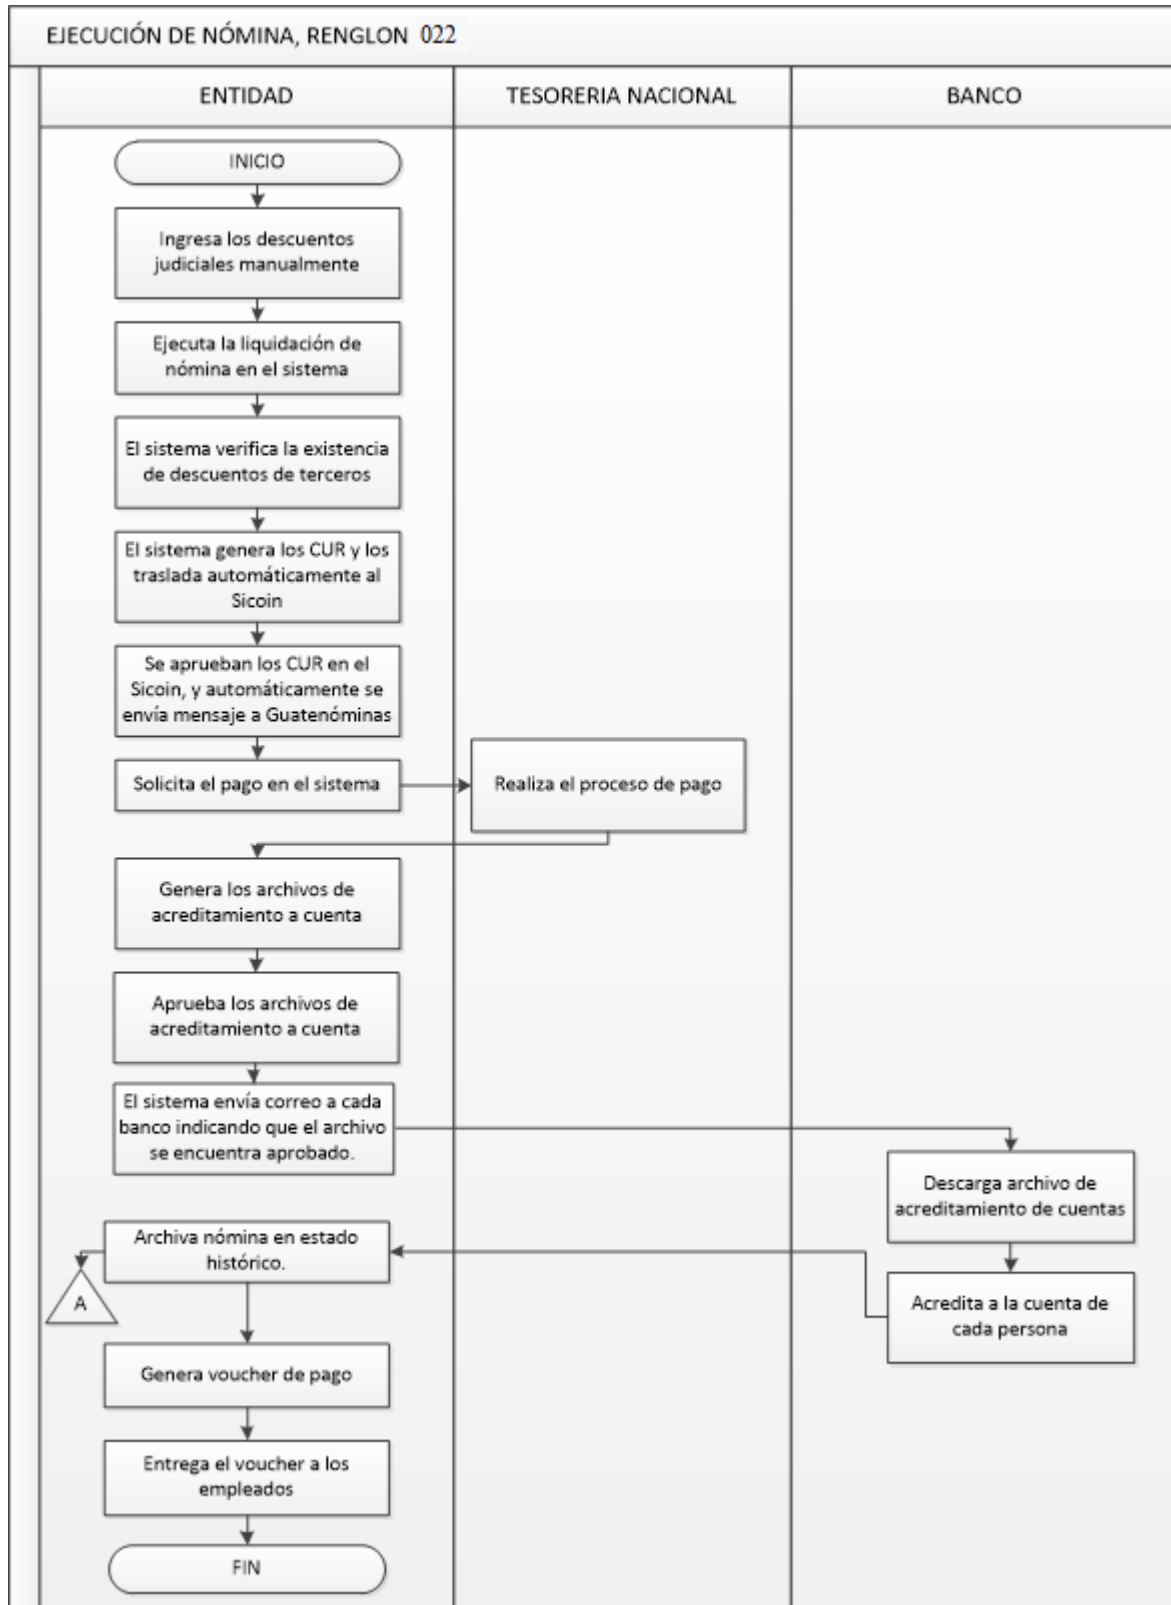 EJECUCIÓN DE NÓMINA, RENGLON 022
ENTIDAD
TESORERIA NACIONAL
BANCO
INICIO
Ingresa los descuentos
judiciales manualmente
Ejecuta la liquidación de
nómina en el sistema
El sistema verifica la existencia
de descuentos de terceros
El sistema genera los CUR y los
traslada automáticamente al
Sicoin
Se aprueban los CUR en el
Sicoin, y automáticamente se
envía mensaje a Guatenóminas
Solicita el pago en el sistema
Realiza el proceso de pago
Genera los archivos de
acreditamiento a cuenta
Aprueba los archivos de
acreditamiento a cuenta
El sistema envía correo a cada
banco indicando que el archivo
se encuentra aprobado.
Descarga archivo de
acreditamiento de cuentas
Acredita a la cuenta de
cada persona
Archiva nómina en estado
histórico.
A
Genera voucher de pago
Entrega el voucher a los
empleados
FIN